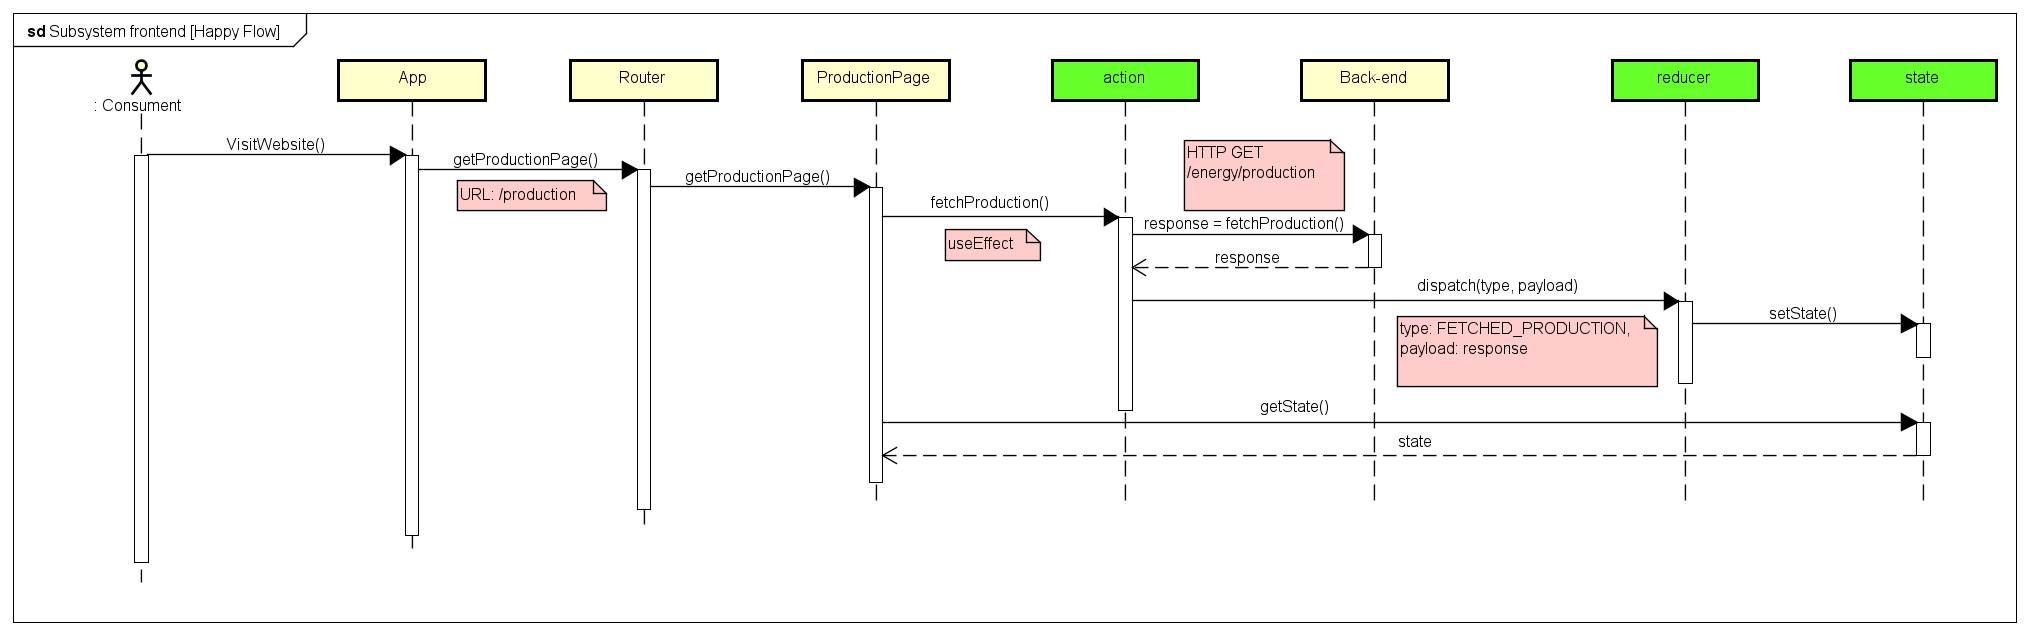 sd Subsystem frontend [Happy Flow]
: Consument
App
Router
ProductionPage
action
Back-end
reducer
state
VisitWebsite()
getProductionPage()
URL: /production
getProductionPage()
fetchProduction()
useEffect
HTTP GET
/energy/production
response = fetchProduction()
response
dispatch(type, payload)
type: FETCHED_PRODUCTION,
payload: response
setState()
getState()
state